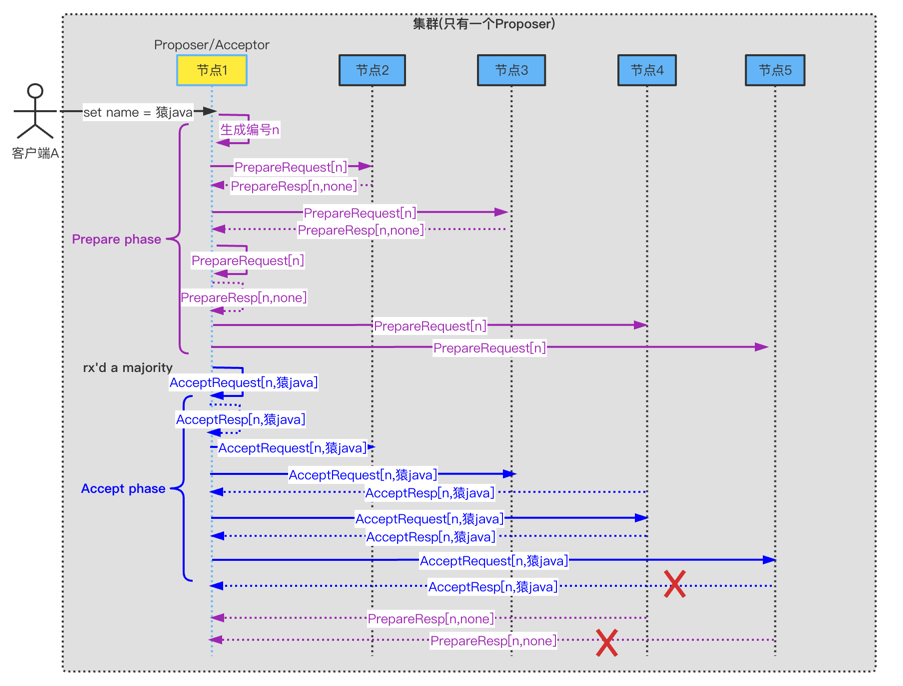 集群(只有一个Proposer)
Proposer/Acceptor
节点1
节点2
节点3
节点4
节点5
set name = 猿java
客户端A
生成编号n
PrepareRequest[n]
PrepareResp[n,none]
PrepareRequest[n]
PrepareResp[n,none]
Prepare phase
PrepareRequest[n]
PrepareResp[n,none]
PrepareRequest[n]
PrepareRequest[n]
rx'd a majority
AcceptRequest[n,猿java]
AcceptResp[n,猿java]
AcceptRequest[n,猿java]
AcceptRequest[n,猿java]
Accept phase
AcceptResp[n,猿java]
AcceptRequest[n,猿java]
AcceptResp[n,猿java]
AcceptRequest[n,猿java]
AcceptResp[n,猿java]
PrepareResp[n,none]
PrepareResp[n,none]